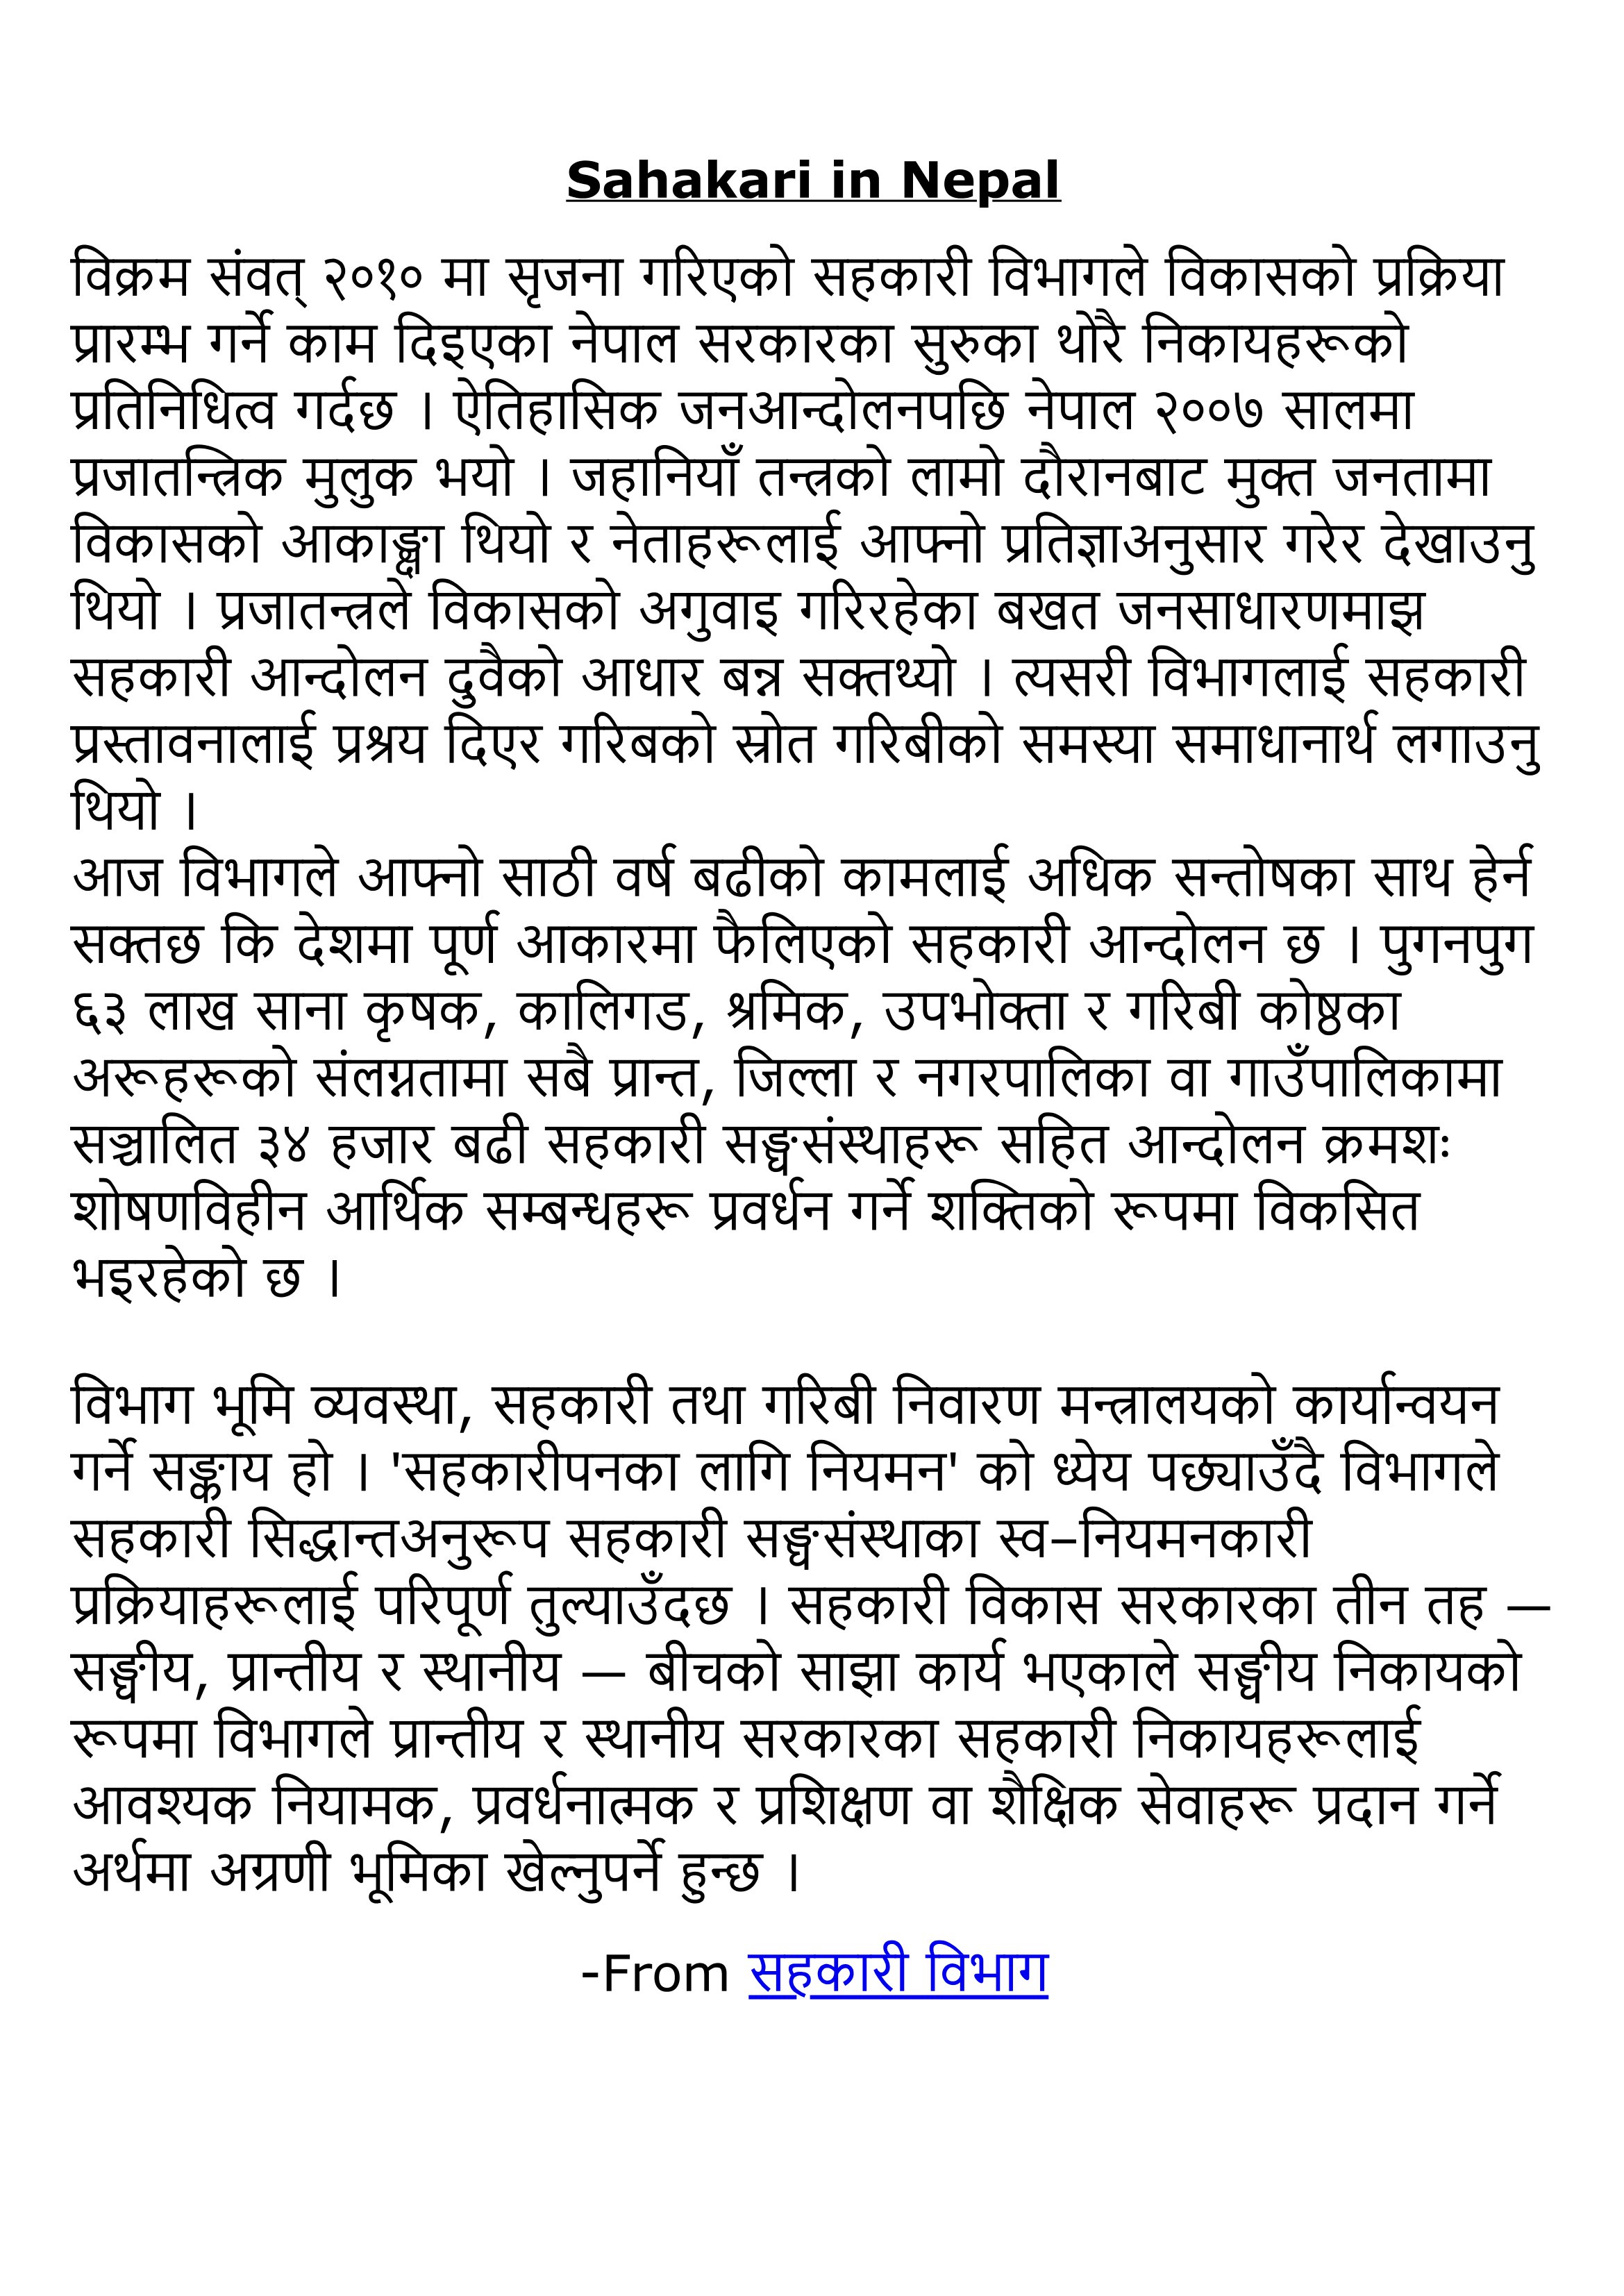 Sahakari in Nepal
विक्रम संवत् २०१० मा सृजना गरिएको सहकारी विभागले विकासको प्रक्रिया
प्रारम्भ गर्ने काम दिइएका नेपाल सरकारका सुरुका थोरै निकायहरूको
प्रतिनिधित्व गर्दछ । ऐतिहासिक जनआन्दोलनपछि नेपाल २००७ सालमा
प्रजातन्त्रिक मुलुक भयो । जहानियाँ तन्त्रको लामो दौरानबाट मुक्त जनतामा
विकासको आकाङ्क्षा थियो र नेताहरूलाई आफ्नो प्रतिज्ञाअनुसार गरेर देखाउनु
थियो । प्रजातन्त्रले विकासको अगुवाइ गरिरहेका बखत जनसाधारणमाझ
सहकारी आन्दोलन दुवैको आधार बन्न सक्तथ्यो । त्यसरी विभागलाई सहकारी
प्रस्तावनालाई प्रश्रय दिएर गरिबको स्रोत गरिबीको समस्या समाधानार्थ लगाउनु
थियो ।
आज विभागले आफ्नो साठी वर्ष बढीको कामलाई अधिक सन्तोषका साथ हेर्न
सक्तछ कि देशमा पूर्ण आकारमा फैलिएको सहकारी आन्दोलन छ । पुगनपुग
६३ लाख साना कृषक, कालिगड, श्रमिक, उपभोक्ता र गरिबी कोष्ठका
अरूहरूको संलग्नतामा सबै प्रान्त, जिल्ला र नगरपालिका वा गाउँपालिकामा
सञ्चालित ३४ हजार बढी सहकारी सङ्घसंस्थाहरू सहित आन्दोलन क्रमशः
शोषणविहीन आर्थिक सम्बन्धहरू प्रवर्धन गर्ने शक्तिको रूपमा विकसित
भइरहेको छ ।
विभाग भूमि व्यवस्था, सहकारी तथा गरिबी निवारण मन्त्रालयको कार्यान्वयन
गर्ने सङ्काय हो । 'सहकारीपनका लागि नियमन' को ध्येय पछ्याउँदै विभागले
सहकारी सिद्धान्तअनुरूप सहकारी सङ्घसंस्थाका स्व–नियमनकारी
प्रक्रियाहरूलाई परिपूर्ण तुल्याउँदछ । सहकारी विकास सरकारका तीन तह —
सङ्घीय, प्रान्तीय र स्थानीय — बीचको साझा कार्य भएकाले सङ्घीय निकायको
रूपमा विभागले प्रान्तीय र स्थानीय सरकारका सहकारी निकायहरूलाई
आवश्यक नियामक, प्रवर्धनात्मक र प्रशिक्षण वा शैक्षिक सेवाहरू प्रदान गर्ने
अर्थमा अग्रणी भूमिका खेल्नुपर्ने हुन्छ ।
-From सहकारी विभाग